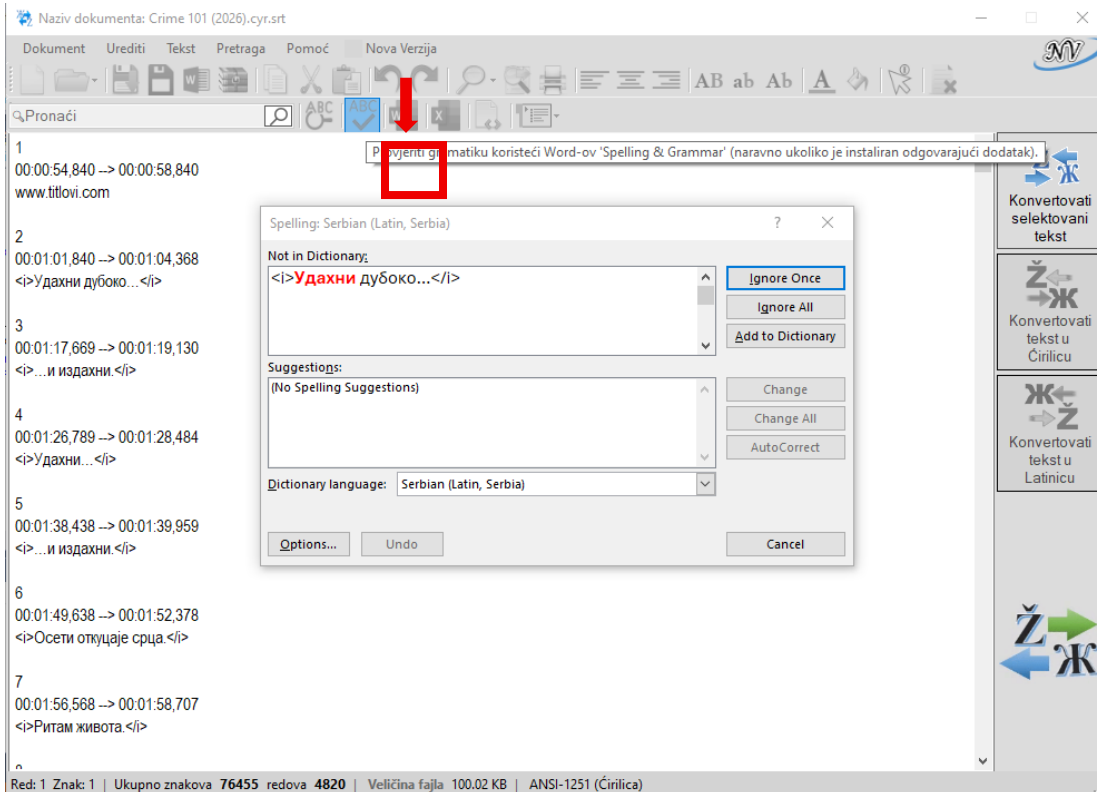 Naziv dokumenta: Crime 101 (2026).cyr.srt
Dokument Urediti Tekst Pretraga Pomoć Nova Verzija
NV
AB ab Ab A
Pronaći
ABC ABC
Provjeriti gramatiku koristeći Word-ov 'Spelling & Grammar' (naravno ukoliko je instaliran odgovarajući dodatak).
1
00:00:54,840 --> 00:00:58,840
www.titlovi.com
2
00:01:01,840 --> 00:01:04,368
<i>Удахни дубоко...</i>
3
00:01:17,669 --> 00:01:19,130
<i>...и издахни.</i>
4
00:01:26,789 --> 00:01:28,484
<i>Удахни...</i>
5
00:01:38,438 --> 00:01:39,959
<i>...и издахни.</i>
6
00:01:49,638 --> 00:01:52,378
<i>Осети откуцаје срца.</i>
7
00:01:56,568 --> 00:01:58,707
<i>Ритам живота.</i>
Spelling: Serbian (Latin, Serbia)
?
Not in Dictionary:
<i>Удахни дубоко...</i>
Ignore Once
Ignore All
Add to Dictionary
Suggestions:
(No Spelling Suggestions)
Change
Change All
AutoCorrect
Dictionary language: Serbian (Latin, Serbia)
Options... Undo Cancel
Ж
Konvertovati
selektovani
tekst
Ž
Ж
Konvertovati
tekst u
Ćirilicu
Ж
Ž
Konvertovati
tekst u
Latinicu
Ž
Ж
Red: 1 Znak: 1 | Ukupno znakova 76455 redova 4820 | Veličina fajla 100.02 KB | ANSI-1251 (Ćirilica)